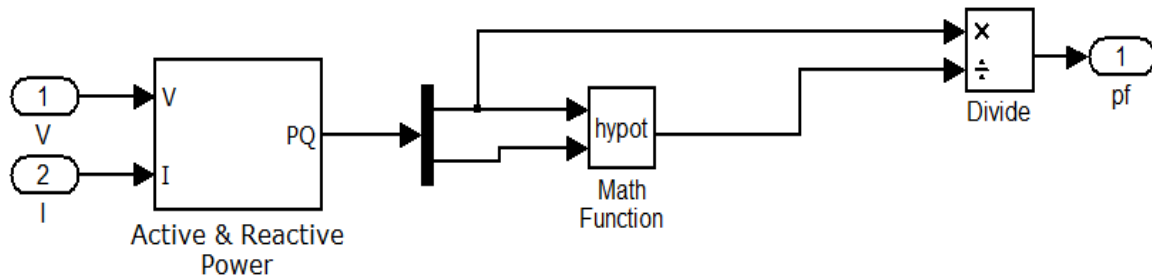 1
V
2
I
V
I
PQ
Active & Reactive
Power
hypot
Math
Function
×
÷
Divide
1
pf